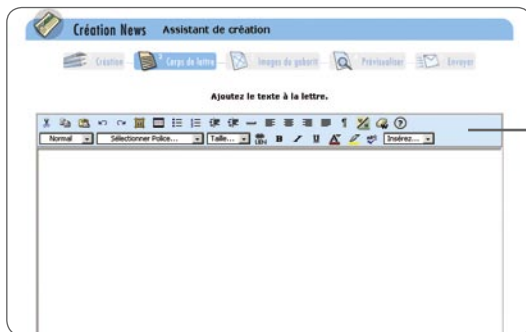 Création News Assistant de création
Création Corps de lettre Images du gabarit Prévisualiser Envoyer
Ajoutez le texte à la lettre.
Normal Sélectionner Police... Taille... LIEN B I U Insérez...